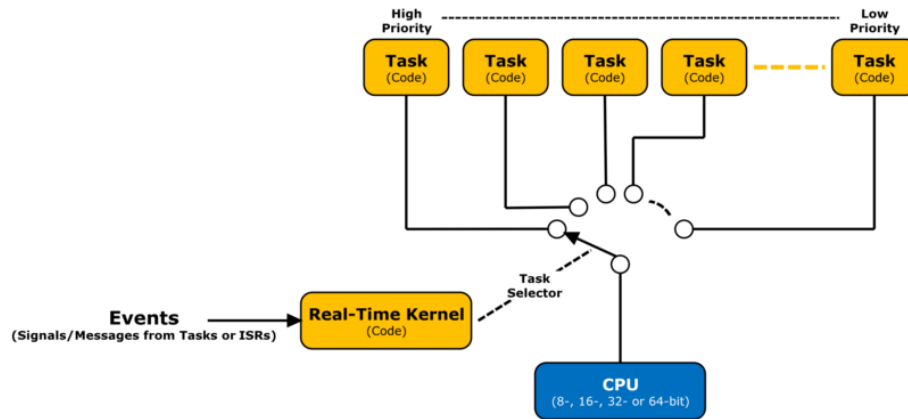 High
Priority
Low
Priority
Task
(Code)
Task
(Code)
Task
(Code)
Task
(Code)
Task
(Code)
Task
Selector
Events
(Signals/Messages from Tasks or ISRs)
Real-Time Kernel
(Code)
CPU
(8-, 16-, 32- or 64-bit)